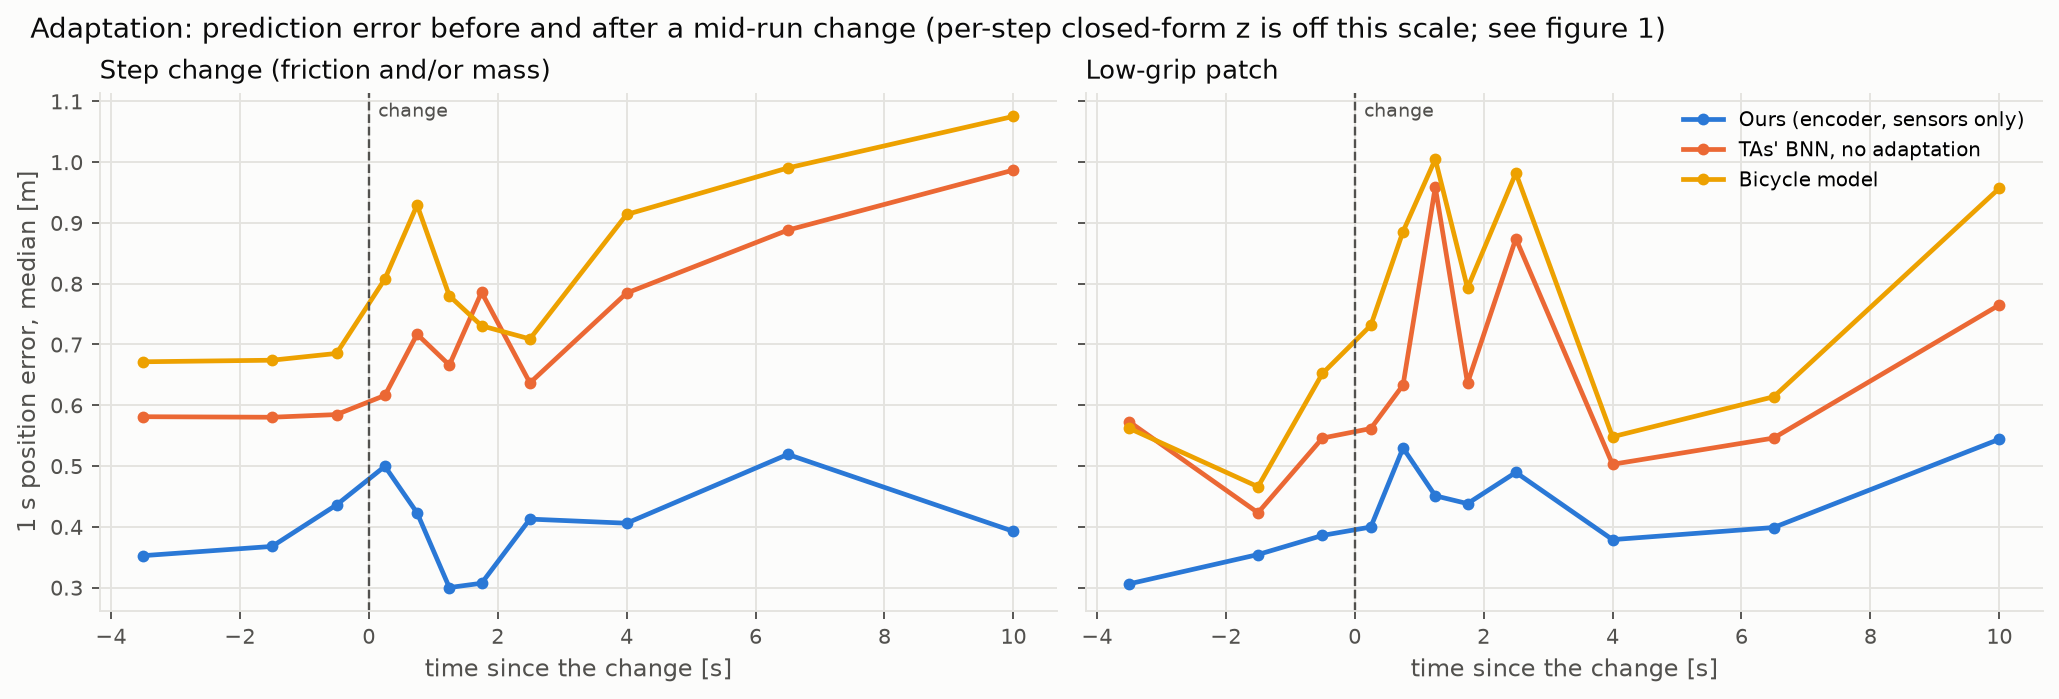 Adaptation: prediction error before and after a mid-run change (per-step closed-form z is off this scale; see figure 1)
Step change (friction and/or mass)
1 s position error, median [m]
1.1
1.0
0.9
0.8
0.7
0.6
0.5
0.4
0.3
change
−4
−2
0
2
4
6
8
10
time since the change [s]
Low-grip patch
change
Ours (encoder, sensors only)
TAs' BNN, no adaptation
Bicycle model
−4
−2
0
2
4
6
8
10
time since the change [s]